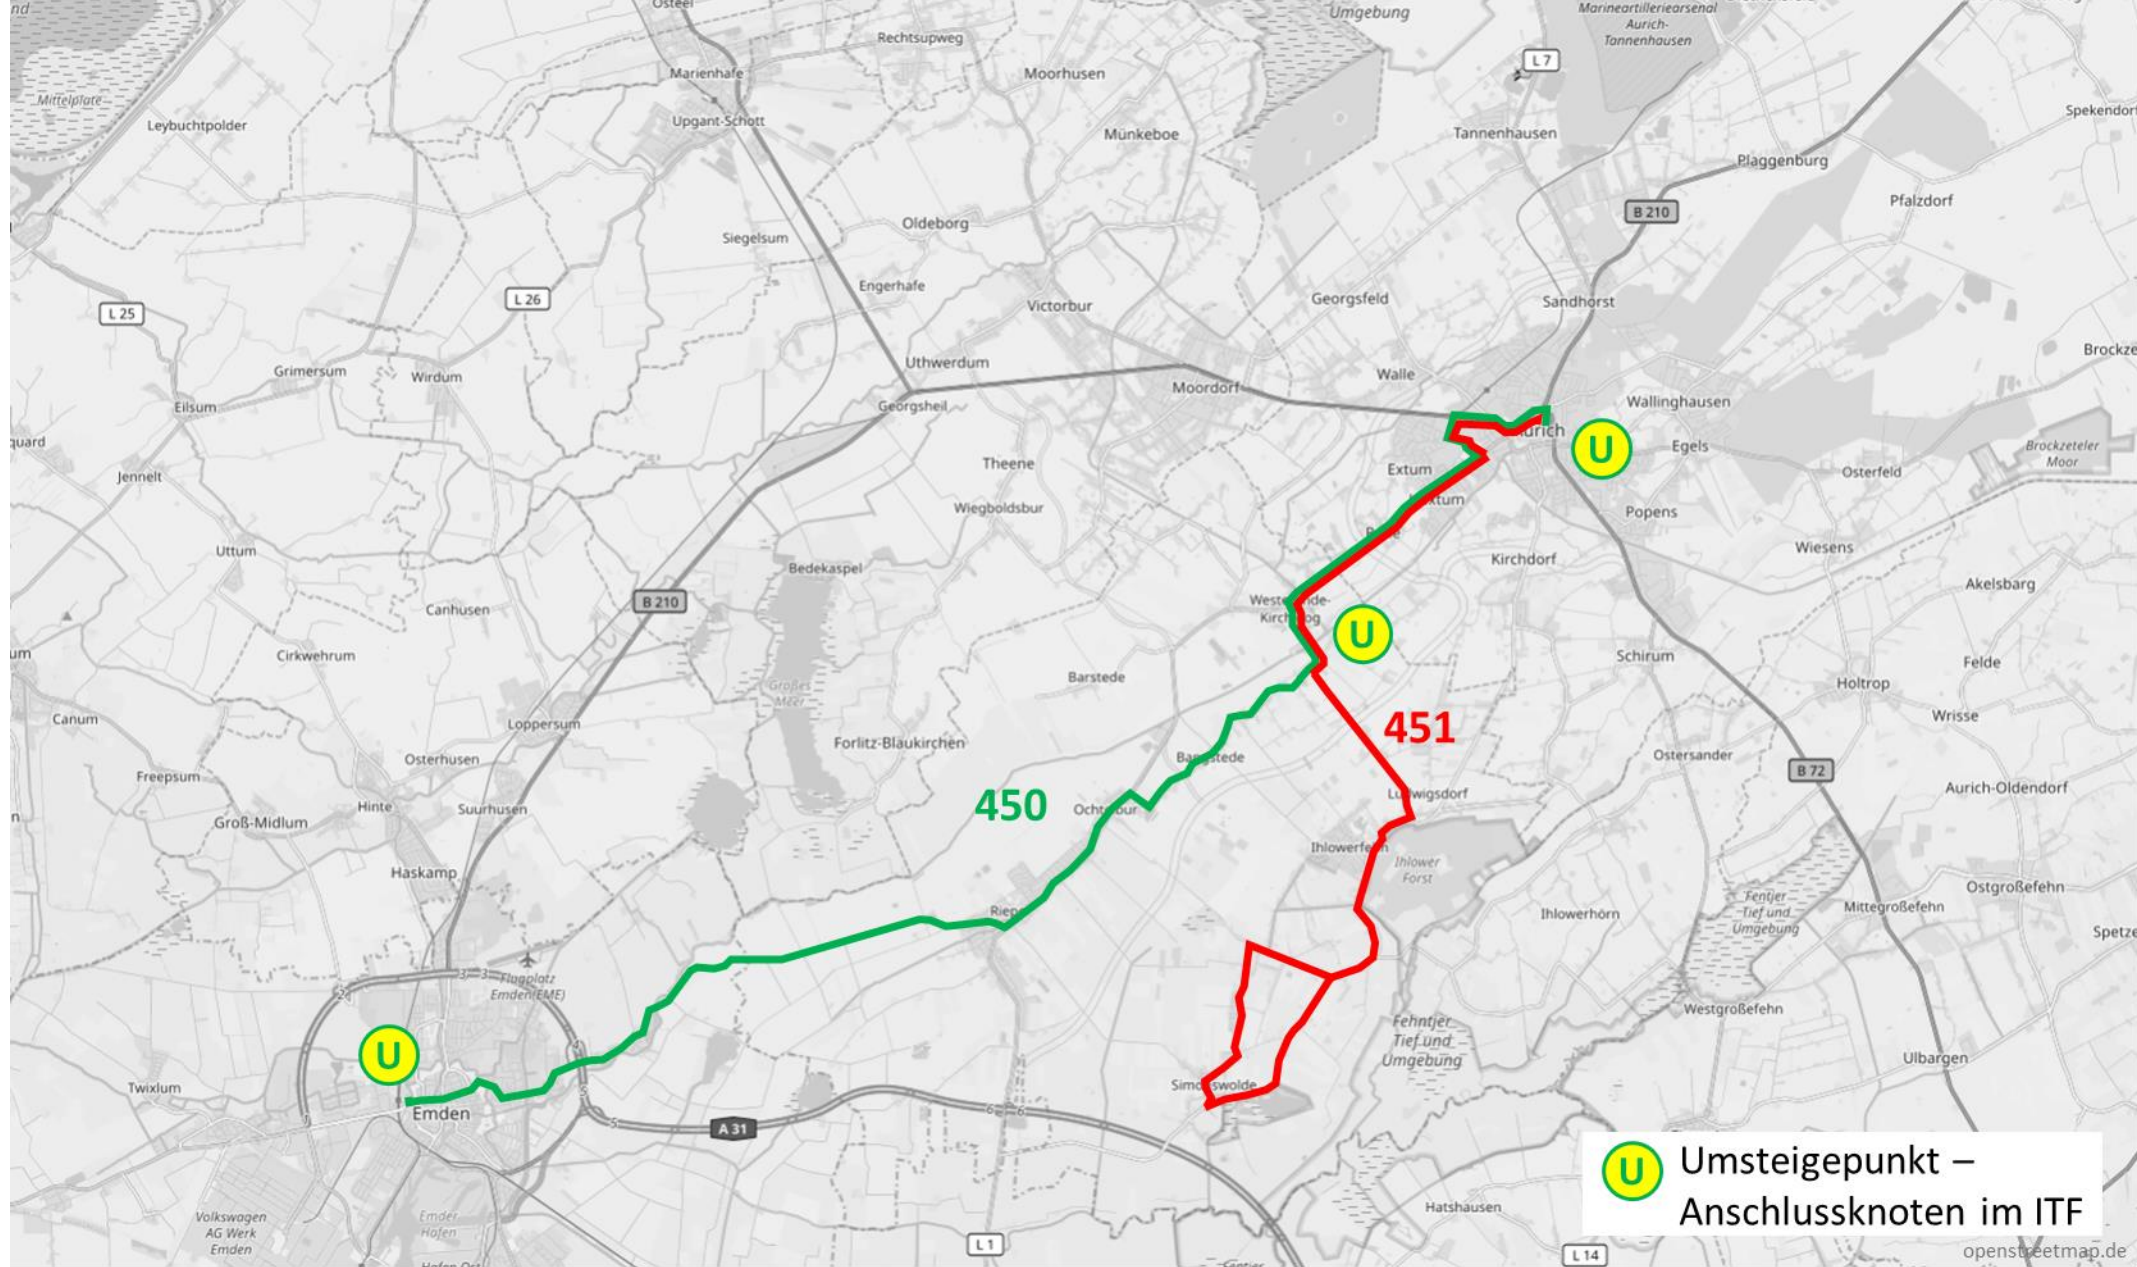 Osteel
Umgebung
Marineartilleriearsenal
Aurich-
Tannenhausen
Rechtsupweg
Marienhafe
Moorhusen
L 7
Mittelplate
Leybuchtpolder
Upgant-Schott
Münkeboe
Tannenhausen
Spekendorf
Plaggenburg
Pfalzdorf
B 210
Oldeborg
Siegelsum
Engerhafe
Victorbur
Georgsfeld
Sandhorst
L 26
L 25
Uthwerdum
Walle
Grimersum
Wirdum
Moordorf
Georgsheil
Eilsum
Wallinghausen
U
Egels
Brockzeteler
Moor
Theene
Extum
Osterfeld
Jennelt
Wiegboldsbur
Popens
Uttum
Bedekaspel
Kirchdorf
Wiesens
Akelsbarg
B 210
Canhusen
U
Cirkwehrum
Schirum
Felde
Großes
Meer
Barstede
Holtrop
Canum
Loppersum
451
Wrisse
Forlitz-Blaukirchen
Osterhusen
Ostersander
Freepsum
B 72
Aurich-Oldendorf
Hinte
Suurhusen
450
Groß-Midlum
Ihlower
Forst
Haskamp
Ostgroßefehn
Fentjer
Tief und
Umgebung
Mittegroßefehn
Ihlowerhörn
Flugplatz
Emden(EME)
Westgroßefehn
Fehntjer
Tief und
Umgebung
U
Ulbargen
Twixlum
Emden
A 31
Volkswagen
AG Werk
Emden
Emder
Hafen
Hatshausen
L 1
L 14
U Umsteigepunkt –
Anschlussknoten im ITF
openstreetmap.de